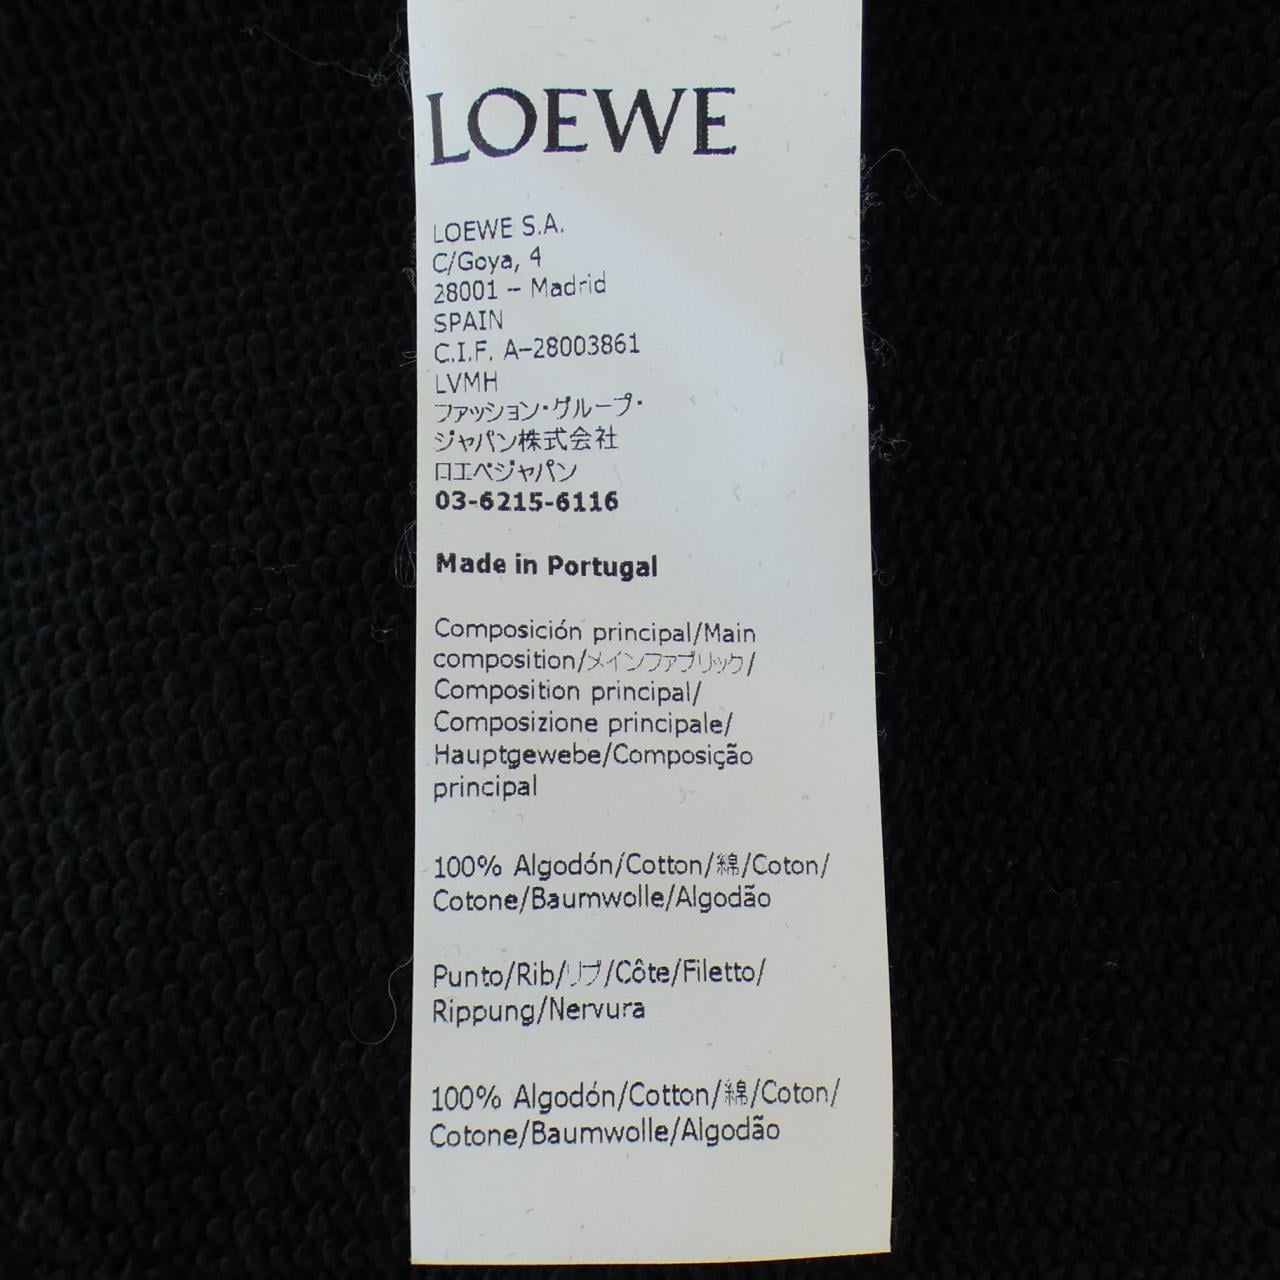 LOEWE
LOEWE S.A.
C/Goya, 4
28001 – Madrid
SPAIN
C.I.F. A–28003861
LVMH
ファッション・グループ・
ジャパン株式会社
ロエベジャパン
03-6215-6116
Made in Portugal
Composición principal/Main
composition/メインファブリック/
Composition principal/
Composizione principale/
Hauptgewebe/Composição
principal
100% Algodón/Cotton/綿/Coton/
Cotone/Baumwolle/Algodão
Punto/Rib/リブ/Côte/Filetto/
Rippung/Nervura
100% Algodón/Cotton/綿/Coton/
Cotone/Baumwolle/Algodão